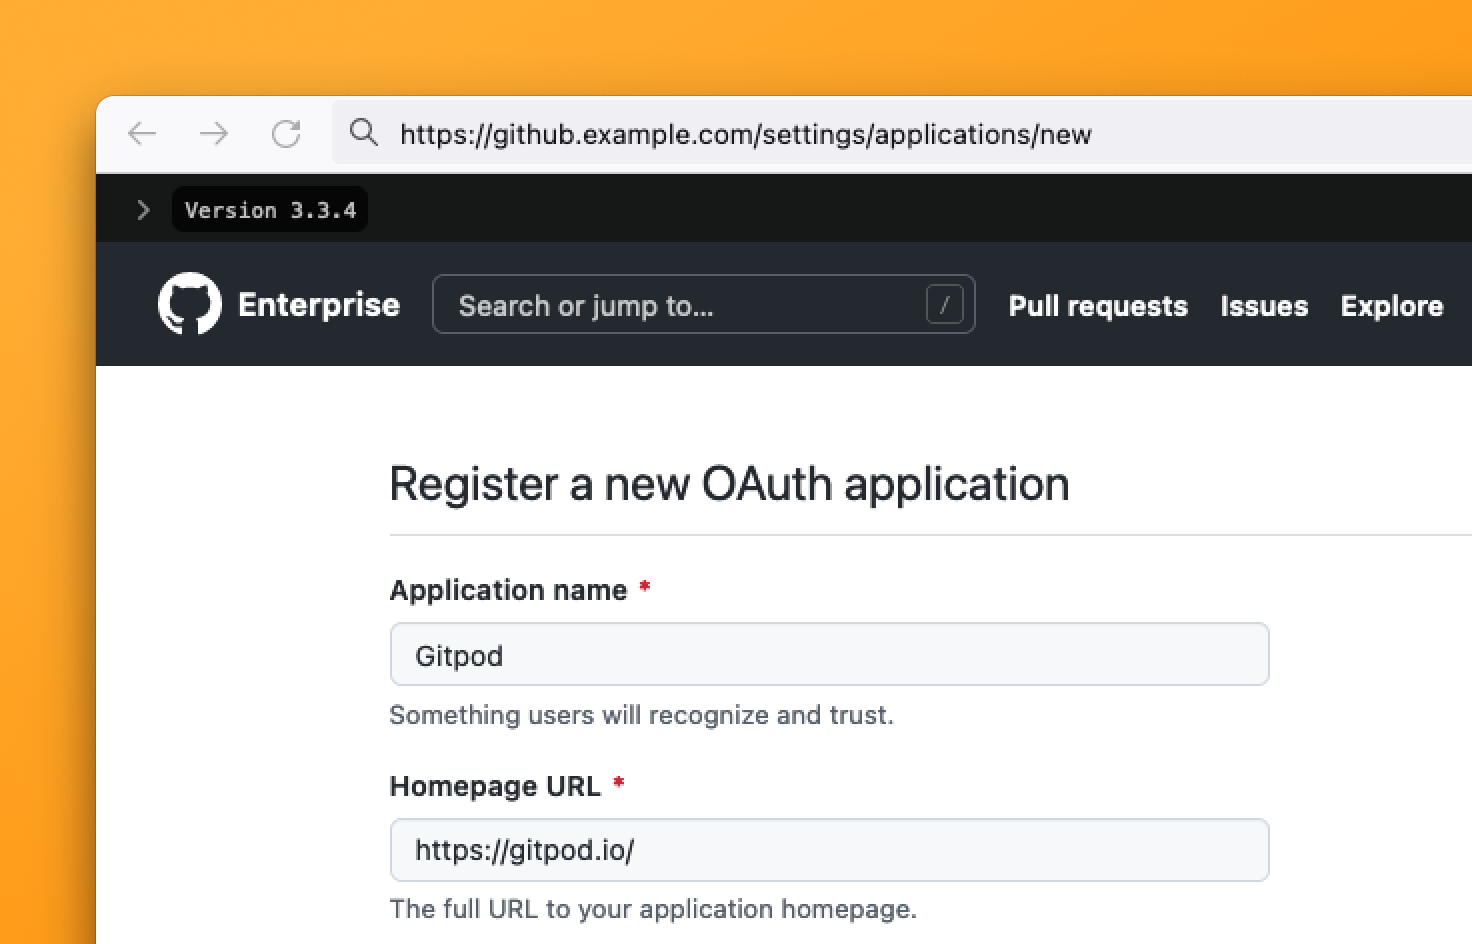 https://github.example.com/settings/applications/new
Version 3.3.4
Enterprise Search or jump to... / Pull requests Issues Explore
Register a new OAuth application
Application name *
Gitpod
Something users will recognize and trust.
Homepage URL *
https://gitpod.io/
The full URL to your application homepage.